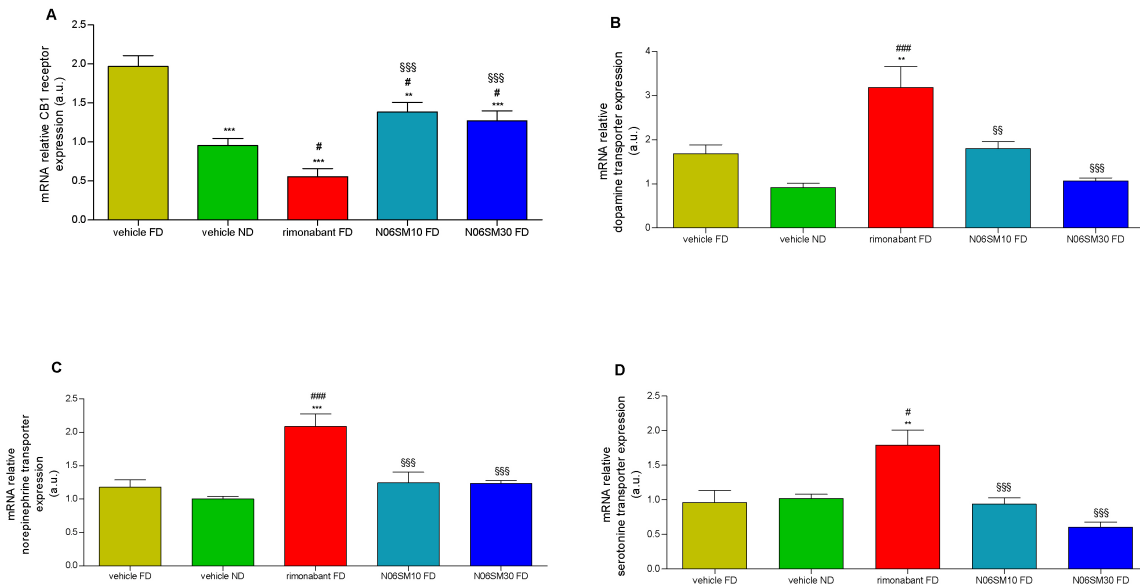 A
mRNA relative CB1 receptor
expression (a.u.)
2.5
2.0
1.5
1.0
0.5
0.0
***
#
***
§§§
#
**
§§§
#
***
vehicle FD
vehicle ND
rimonabant FD
N06SM10 FD
N06SM30 FD
B
mRNA relative
dopamine transporter expression
(a.u.)
4
3
2
1
0
###
**
§§
§§§
vehicle FD
vehicle ND
rimonabant FD
N06SM10 FD
N06SM30 FD
C
mRNA relative
norepinephrine transporter
expression
(a.u.)
2.5
2.0
1.5
1.0
0.5
0.0
###
***
§§§
§§§
vehicle FD
vehicle ND
rimonabant FD
N06SM10 FD
N06SM30 FD
D
mRNA relative
serotonine transporter expression
(a.u.)
2.5
2.0
1.5
1.0
0.5
0.0
#
**
§§§
§§§
vehicle FD
vehicle ND
rimonabant FD
N06SM10 FD
N06SM30 FD